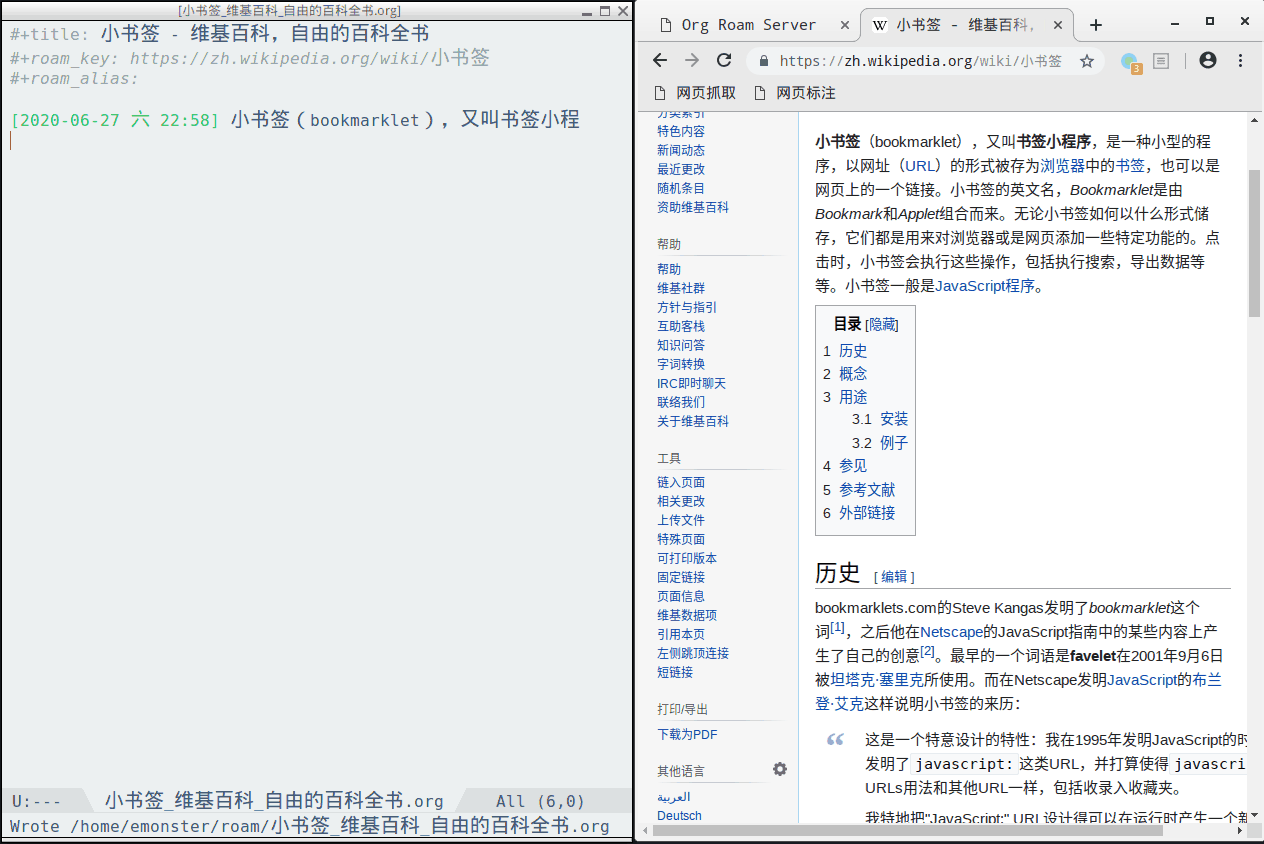 [小书签_维基百科_自由的百科全书.org]
#+title: 小书签 - 维基百科，自由的百科全书
#+roam_key: https://zh.wikipedia.org/wiki/小书签
#+roam_alias:
[2020-06-27 六 22:58] 小书签（bookmarklet），又叫书签小程
U:--- 小书签_维基百科_自由的百科全书.org All (6,0)
Wrote /home/emonster/roam/小书签_维基百科_自由的百科全书.org
Org Roam Server
小书签 - 维基百科，
https://zh.wikipedia.org/wiki/小书签
3
网页抓取 网页标注
分类索引
特色内容
新闻动态
最近更改
随机条目
资助维基百科
帮助
帮助
维基社群
方针与指引
互助客栈
知识问答
字词转换
IRC即时聊天
联络我们
关于维基百科
工具
链入页面
相关更改
上传文件
特殊页面
可打印版本
固定链接
页面信息
维基数据项
引用本页
左侧跳顶连接
短链接
打印/导出
下载为PDF
其他语言
العربية
Deutsch
小书签（bookmarklet），又叫书签小程序，是一种小型的程
序，以网址（URL）的形式被存为浏览器中的书签，也可以是
网页上的一个链接。小书签的英文名，Bookmarklet是由
Bookmark和Applet组合而来。无论小书签如何以什么形式储
存，它们都是用来对浏览器或是网页添加一些特定功能的。点
击时，小书签会执行这些操作，包括执行搜索，导出数据等
等。小书签一般是JavaScript程序。
目录 [隐藏]
1 历史
2 概念
3 用途
3.1 安装
3.2 例子
4 参见
5 参考文献
6 外部链接
历史 [ 编辑 ]
bookmarklets.com的Steve Kangas发明了bookmarklet这个
词[1]，之后他在Netscape的JavaScript指南中的某些内容上产
生了自己的创意[2]。最早的一个词语是favelet在2001年9月6日
被坦塔克·塞里克所使用。而在Netscape发明JavaScript的布兰
登·艾克这样说明小书签的来历：
“ 这是一个特意设计的特性：我在1995年发明JavaScript的时
发明了 javascript: 这类URL，并打算使得 javascri
URLs用法和其他URL一样，包括收录入收藏夹。
我特地把"JavaScript:" URL设计得可以在运行时产生一个新